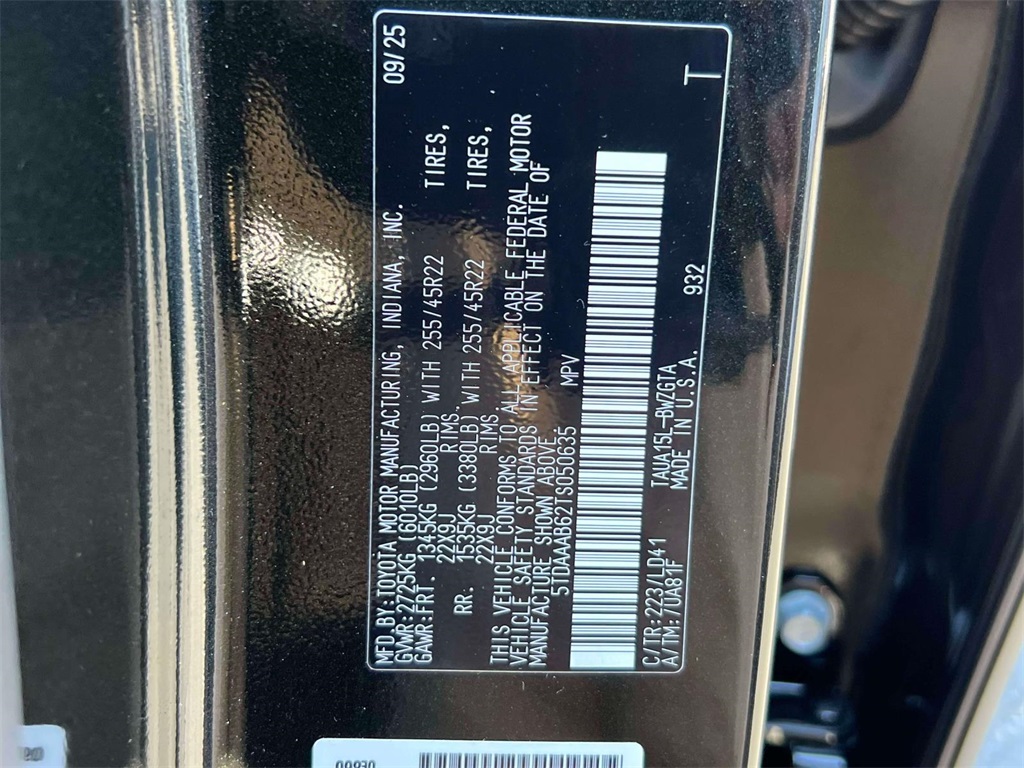 MFD.BY:TOYOTA MOTOR MANUFACTURING, INDIANA, INC. 09/25
GVWR:2725KG (6010LB)
GAWR:FRT. 1345KG (2960LB) WITH 255/45R22 TIRES,
22X9J RIMS,
RR. 1535KG (3380LB) WITH 255/45R22 TIRES,
22X9J RIMS.
THIS VEHICLE CONFORMS TO ALL APPLICABLE FEDERAL MOTOR
VEHICLE SAFETY STANDARDS IN EFFECT ON THE DATE OF
MANUFACTURE SHOWN ABOVE.
5TDAAAB62TS050635 MPV
C/TR:223/LD41 TAUA15L-BWZGTA
A/TM:7UA81F MADE IN U.S.A. 932 T
00930